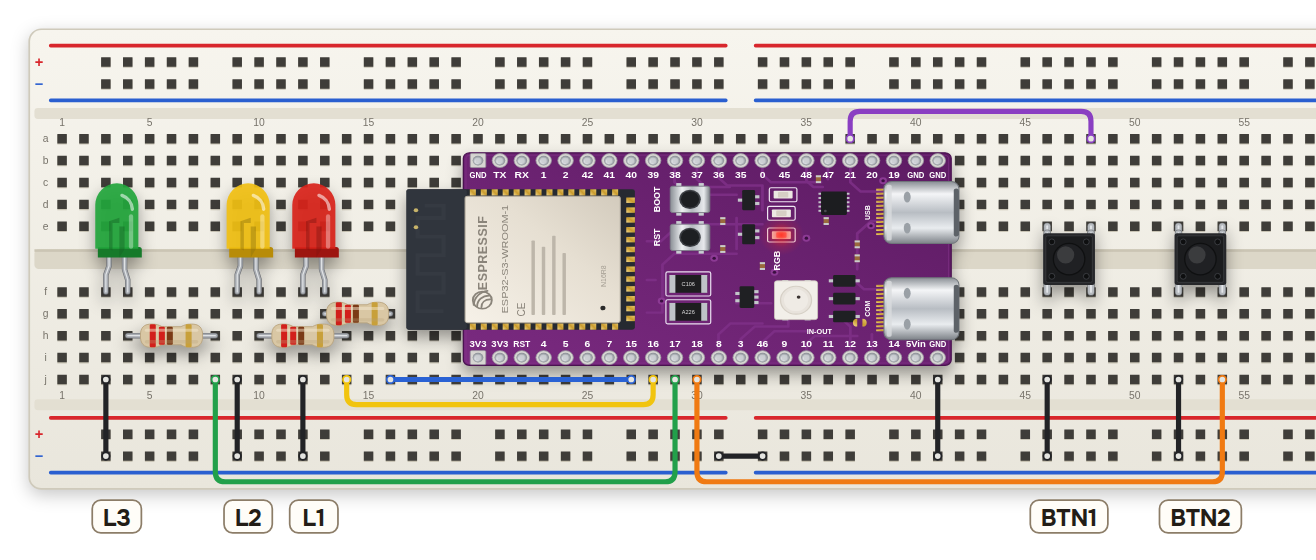 +
−
1 5 10 15 20 25 30 35 40 45 50 55
a
b
c
d
e
GND TX RX 1 2 42 41 40 39 38 37 36 35 0 45 48 47 21 20 19 GND GND
BOOT
RST
USB
RGB
ESPRESSIF
ESP32-S3-WROOM-1
CE
N16R8
C106
A226
COM
IN-OUT
3V3 3V3 RST 4 5 6 7 15 16 17 18 8 3 46 9 10 11 12 13 14 5Vin GND
f
g
h
i
j
1 5 10 15 20 25 30 35 40 45 50 55
+
−
L3 L2 L1 BTN1 BTN2